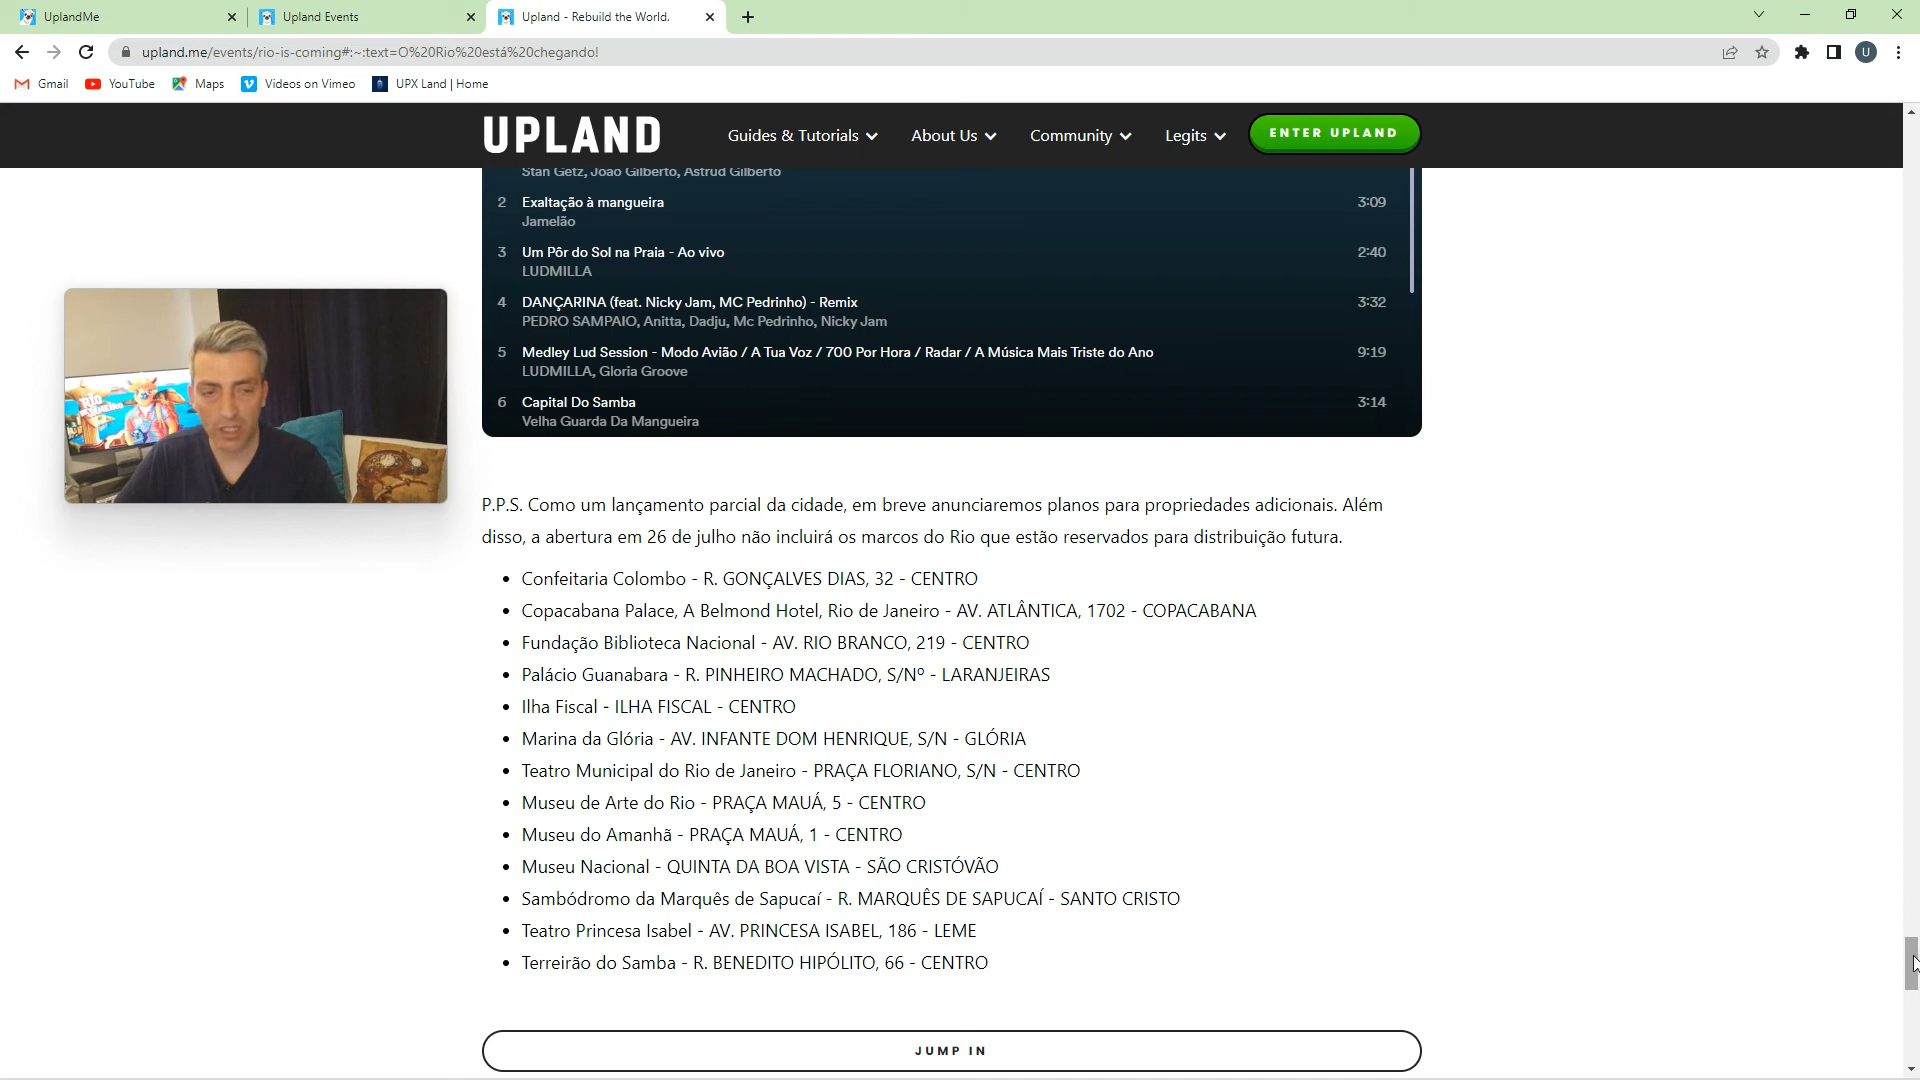 UplandMe
Upland Events
Upland - Rebuild the World.
upland.me/events/rio-is-coming#:~:text=O%20Rio%20está%20chegando!
U
Gmail
YouTube
Maps
Videos on Vimeo
UPX Land | Home
UPLAND
Guides & Tutorials
About Us
Community
Legits
ENTER UPLAND
Stan Getz, João Gilberto, Astrud Gilberto
2 Exaltação à mangueira 3:09
Jamelão
3 Um Pôr do Sol na Praia - Ao vivo 2:40
LUDMILLA
4 DANÇARINA (feat. Nicky Jam, MC Pedrinho) - Remix 3:32
PEDRO SAMPAIO, Anitta, Dadju, Mc Pedrinho, Nicky Jam
5 Medley Lud Session - Modo Avião / A Tua Voz / 700 Por Hora / Radar / A Música Mais Triste do Ano 9:19
LUDMILLA, Gloria Groove
6 Capital Do Samba 3:14
Velha Guarda Da Mangueira
RIO
P.P.S. Como um lançamento parcial da cidade, em breve anunciaremos planos para propriedades adicionais. Além
disso, a abertura em 26 de julho não incluirá os marcos do Rio que estão reservados para distribuição futura.
• Confeitaria Colombo - R. GONÇALVES DIAS, 32 - CENTRO
• Copacabana Palace, A Belmond Hotel, Rio de Janeiro - AV. ATLÂNTICA, 1702 - COPACABANA
• Fundação Biblioteca Nacional - AV. RIO BRANCO, 219 - CENTRO
• Palácio Guanabara - R. PINHEIRO MACHADO, S/Nº - LARANJEIRAS
• Ilha Fiscal - ILHA FISCAL - CENTRO
• Marina da Glória - AV. INFANTE DOM HENRIQUE, S/N - GLÓRIA
• Teatro Municipal do Rio de Janeiro - PRAÇA FLORIANO, S/N - CENTRO
• Museu de Arte do Rio - PRAÇA MAUÁ, 5 - CENTRO
• Museu do Amanhã - PRAÇA MAUÁ, 1 - CENTRO
• Museu Nacional - QUINTA DA BOA VISTA - SÃO CRISTÓVÃO
• Sambódromo da Marquês de Sapucaí - R. MARQUÊS DE SAPUCAÍ - SANTO CRISTO
• Teatro Princesa Isabel - AV. PRINCESA ISABEL, 186 - LEME
• Terreirão do Samba - R. BENEDITO HIPÓLITO, 66 - CENTRO
JUMP IN